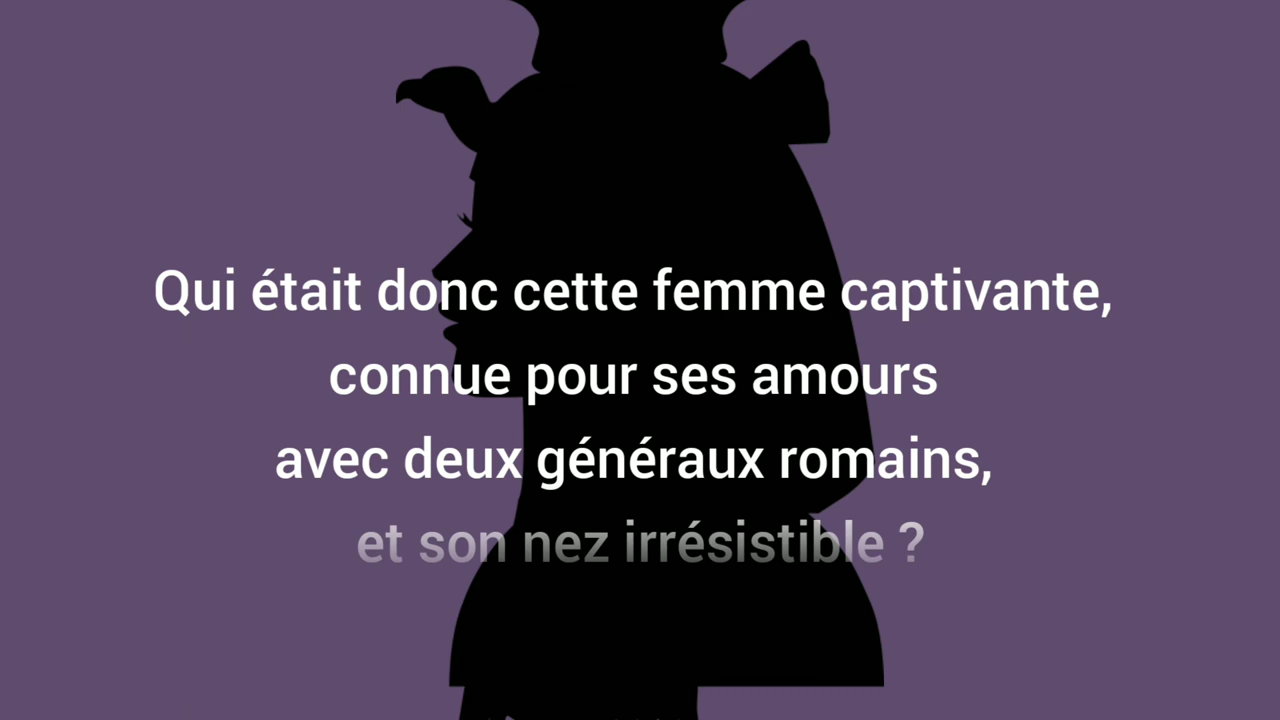 Qui était donc cette femme captivante,
connue pour ses amours
avec deux généraux romains,
et son nez irrésistible ?